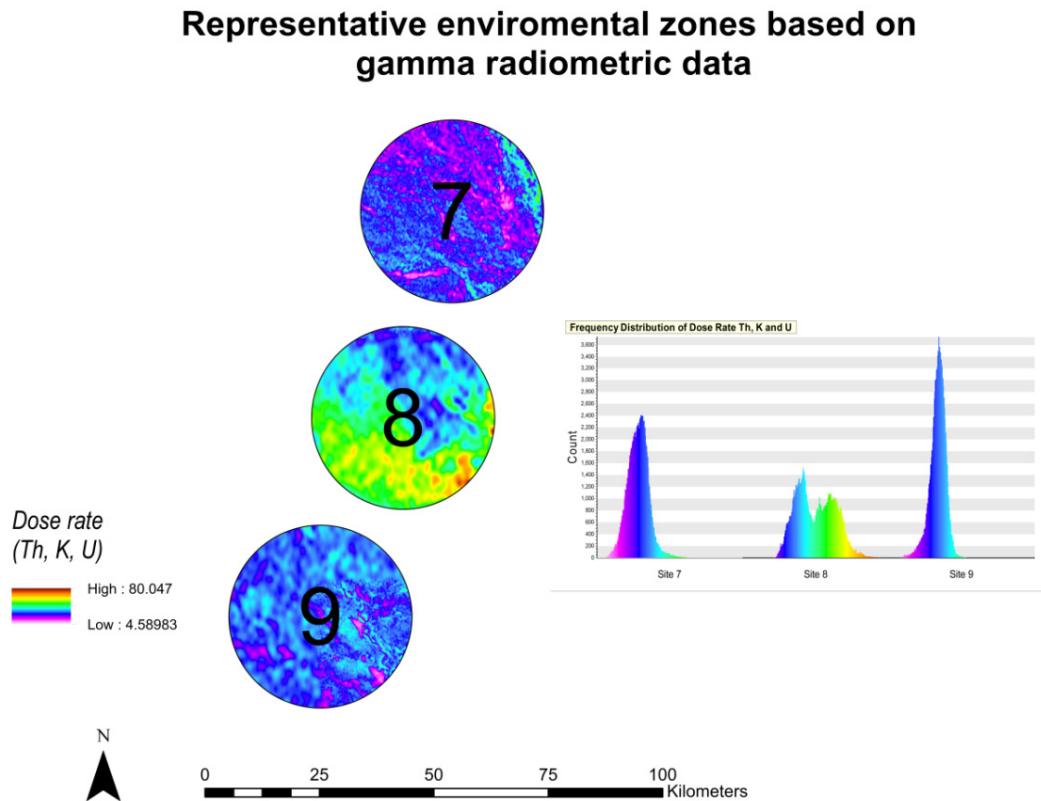 Representative enviromental zones based on
gamma radiometric data
7
8
9
Dose rate
(Th, K, U)
High : 80.047
Low : 4.58983
Frequency Distribution of Dose Rate Th, K and U
Count
3,600
3,400
3,200
3,000
2,800
2,600
2,400
2,200
2,000
1,800
1,600
1,400
1,200
1,000
800
600
400
200
0
Site 7
Site 8
Site 9
N
0 25 50 75 100
Kilometers